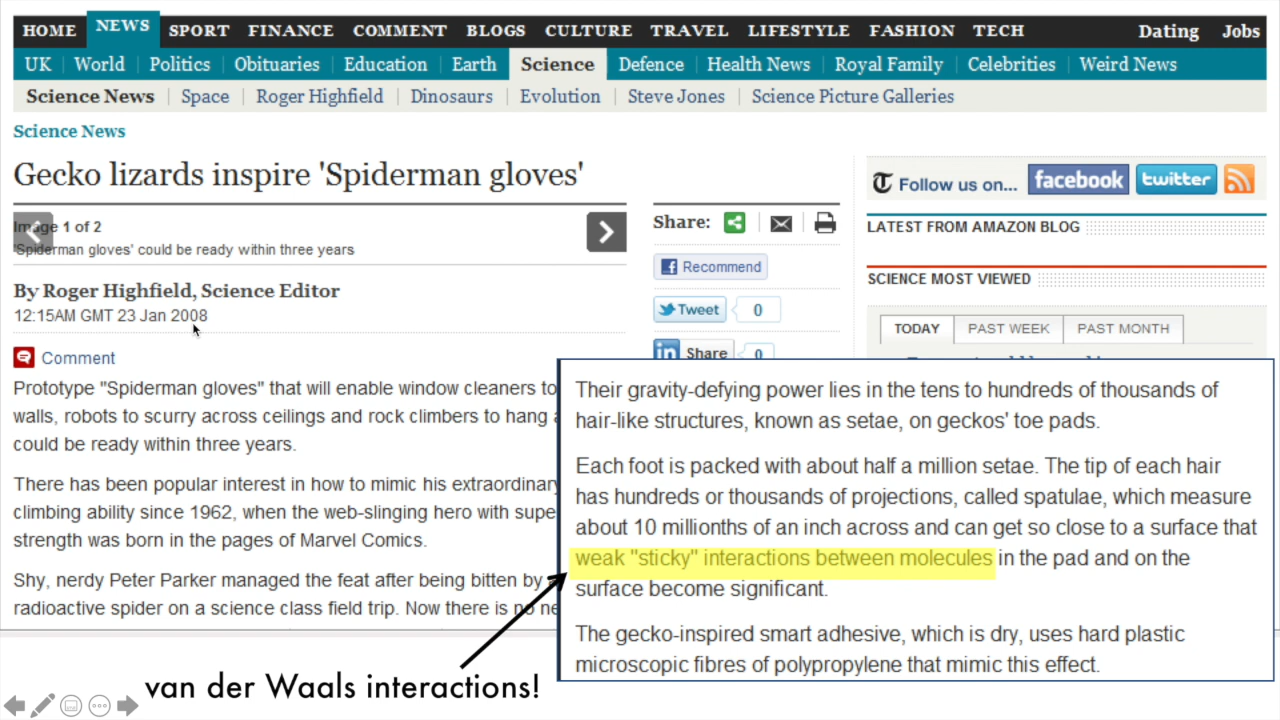 HOME NEWS SPORT FINANCE COMMENT BLOGS CULTURE TRAVEL LIFESTYLE FASHION TECH Dating Jobs
UK World Politics Obituaries Education Earth Science Defence Health News Royal Family Celebrities Weird News
Science News Space Roger Highfield Dinosaurs Evolution Steve Jones Science Picture Galleries
Science News
Gecko lizards inspire 'Spiderman gloves'
Image 1 of 2
'Spiderman gloves' could be ready within three years
By Roger Highfield, Science Editor
12:15AM GMT 23 Jan 2008
Comment
Prototype "Spiderman gloves" that will enable window cleaners to
walls, robots to scurry across ceilings and rock climbers to hang
could be ready within three years.
There has been popular interest in how to mimic his extraordinary
climbing ability since 1962, when the web-slinging hero with supe
strength was born in the pages of Marvel Comics.
Shy, nerdy Peter Parker managed the feat after being bitten by
radioactive spider on a science class field trip. Now there is no ne
Share:
Recommend
Tweet 0
in Share 0
Follow us on... facebook twitter
LATEST FROM AMAZON BLOG
SCIENCE MOST VIEWED
TODAY PAST WEEK PAST MONTH
Their gravity-defying power lies in the tens to hundreds of thousands of
hair-like structures, known as setae, on geckos' toe pads.
Each foot is packed with about half a million setae. The tip of each hair
has hundreds or thousands of projections, called spatulae, which measure
about 10 millionths of an inch across and can get so close to a surface that
weak "sticky" interactions between molecules in the pad and on the
surface become significant.
The gecko-inspired smart adhesive, which is dry, uses hard plastic
microscopic fibres of polypropylene that mimic this effect.
van der Waals interactions!